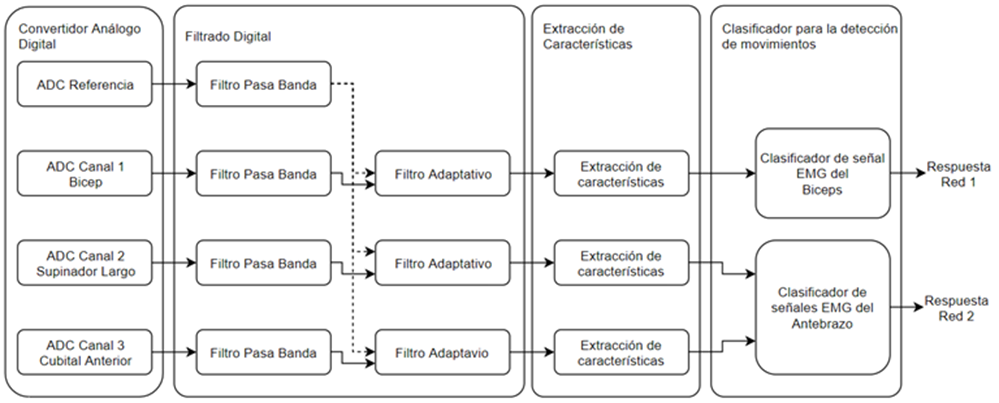 Convertidor Análogo
Digital
Filtrado Digital
Extracción de
Características
Clasificador para la detección
de movimientos
ADC Referencia
Filtro Pasa Banda
ADC Canal 1
Bicep
Filtro Pasa Banda
Filtro Adaptativo
Extracción de
características
Clasificador de señal
EMG del
Biceps
Respuesta
Red 1
ADC Canal 2
Supinador Largo
Filtro Pasa Banda
Filtro Adaptativo
Extracción de
características
Clasificador de
señales EMG del
Antebrazo
Respuesta
Red 2
ADC Canal 3
Cubital Anterior
Filtro Pasa Banda
Filtro Adaptavio
Extracción de
características